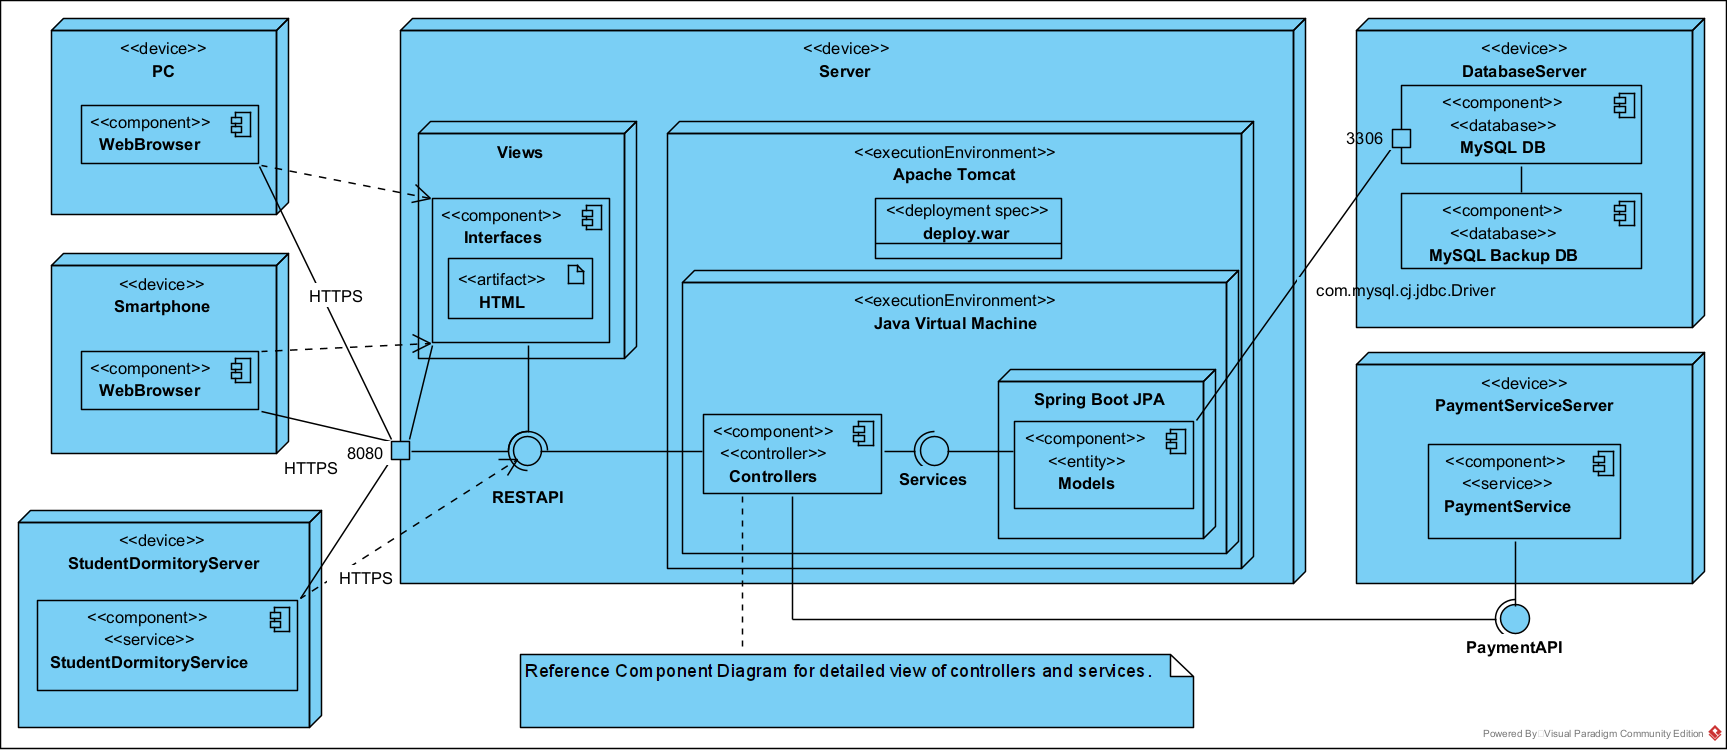 <<device>>
PC
<<component>>
WebBrowser
<<device>>
Smartphone
<<component>>
WebBrowser
<<device>>
StudentDormitoryServer
<<component>>
<<service>>
StudentDormitoryService
HTTPS
HTTPS
HTTPS
8080
<<device>>
Server
Views
<<component>>
Interfaces
<<artifact>>
HTML
RESTAPI
<<executionEnvironment>>
Apache Tomcat
<<deployment spec>>
deploy.war
<<executionEnvironment>>
Java Virtual Machine
<<component>>
<<controller>>
Controllers
Services
Spring Boot JPA
<<component>>
<<entity>>
Models
<<device>>
DatabaseServer
<<component>>
<<database>>
MySQL DB
3306
<<component>>
<<database>>
MySQL Backup DB
com.mysql.cj.jdbc.Driver
<<device>>
PaymentServiceServer
<<component>>
<<service>>
PaymentService
PaymentAPI
Reference Component Diagram for detailed view of controllers and services.
Powered By Visual Paradigm Community Edition